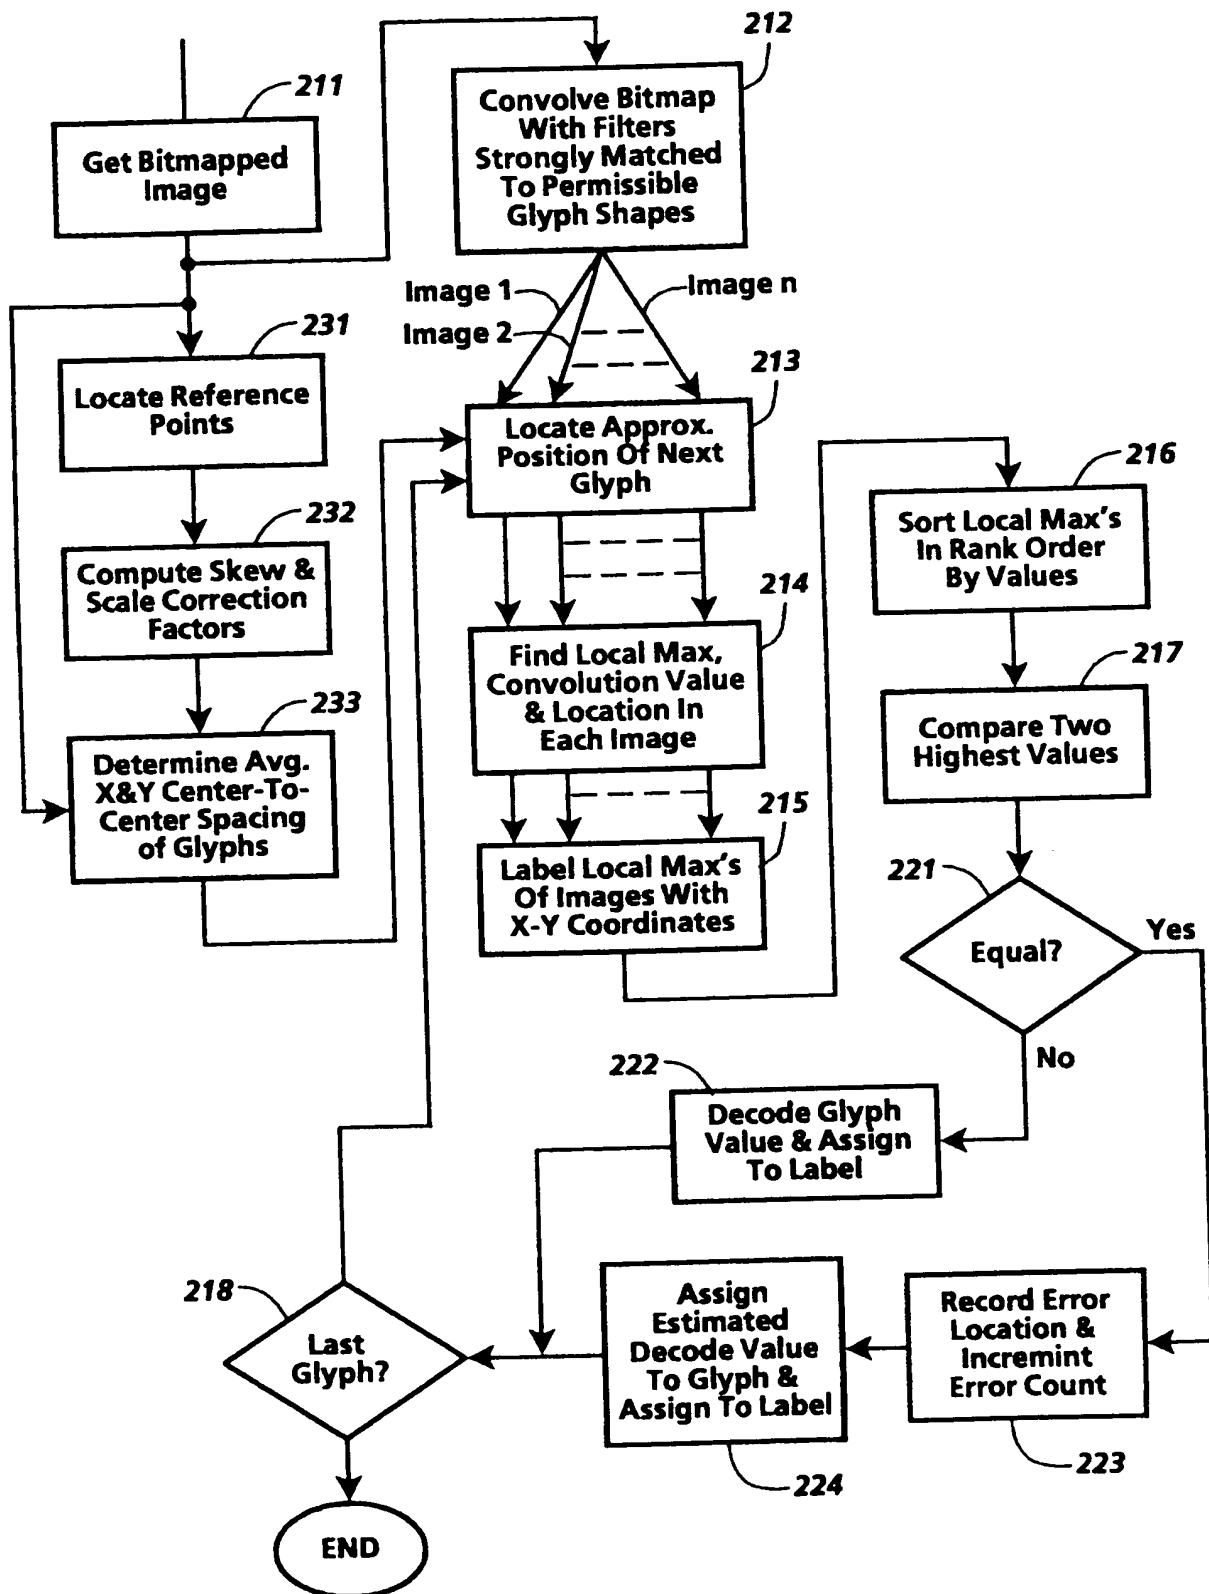 211
Get Bitmapped
Image
212
Convolve Bitmap
With Filters
Strongly Matched
To Permissible
Glyph Shapes
Image 1
Image 2
Image n
231
Locate Reference
Points
232
Compute Skew &
Scale Correction
Factors
233
Determine Avg.
X&Y Center-To-
Center Spacing
of Glyphs
213
Locate Approx.
Position Of Next
Glyph
214
Find Local Max,
Convolution Value
& Location In
Each Image
215
Label Local Max's
Of Images With
X-Y Coordinates
216
Sort Local Max's
In Rank Order
By Values
217
Compare Two
Highest Values
221
Equal?
Yes
No
222
Decode Glyph
Value & Assign
To Label
223
Record Error
Location &
Incremint
Error Count
224
Assign
Estimated
Decode Value
To Glyph &
Assign To Label
218
Last
Glyph?
END